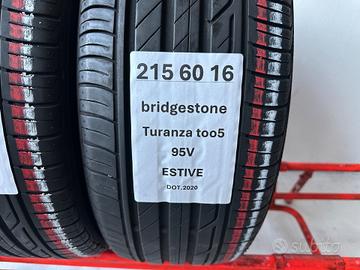 215 60 16
bridgestone
Turanza too5
95V
ESTIVE
DOT.2020
subito